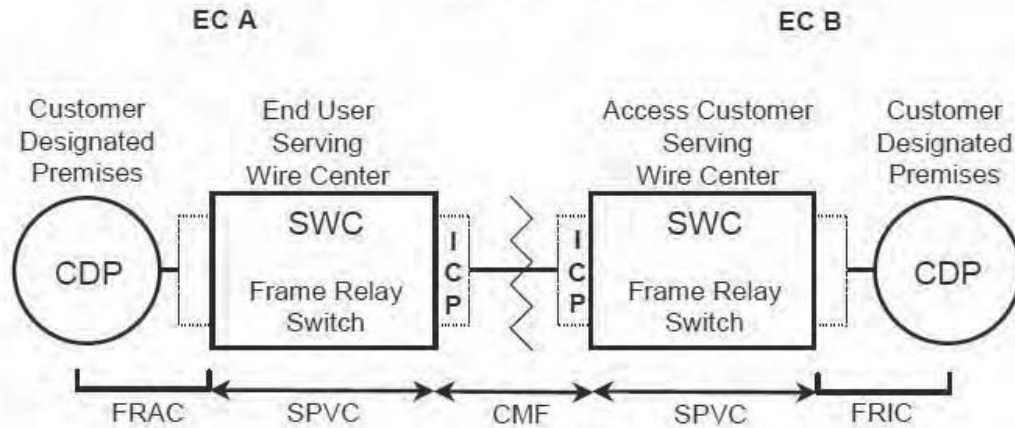 EC A
EC B
Customer
Designated
Premises
End User
Serving
Wire Center
Access Customer
Serving
Wire Center
Customer
Designated
Premises
CDP
SWC
Frame Relay
Switch
I
C
P
I
C
P
SWC
Frame Relay
Switch
CDP
FRAC
SPVC
CMF
SPVC
FRIC